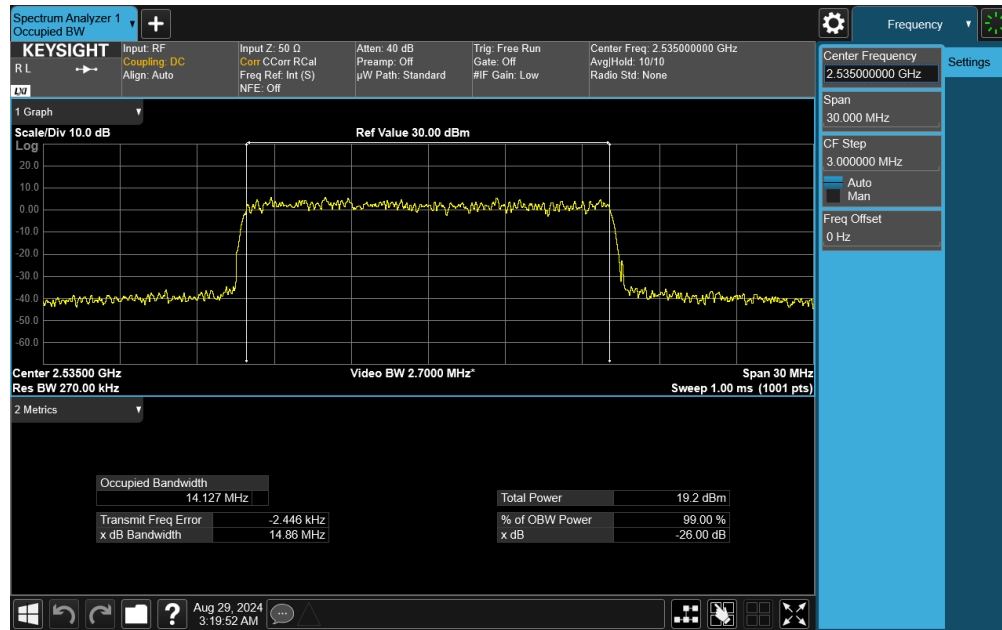 Spectrum Analyzer 1
Occupied BW
Frequency
KEYSIGHT
R L
LXI
Input: RF
Coupling: DC
Align: Auto
Input Z: 50 Ω
Corr CCorr RCal
Freq Ref: Int (S)
NFE: Off
Atten: 40 dB
Preamp: Off
µW Path: Standard
Trig: Free Run
Gate: Off
#IF Gain: Low
Center Freq: 2.535000000 GHz
Avg|Hold: 10/10
Radio Std: None
Center Frequency
2.535000000 GHz
Settings
Span
30.000 MHz
CF Step
3.000000 MHz
Auto
Man
Freq Offset
0 Hz
1 Graph
Scale/Div 10.0 dB
Ref Value 30.00 dBm
Log
20.0
10.0
0.00
-10.0
-20.0
-30.0
-40.0
-50.0
-60.0
Center 2.53500 GHz
Video BW 2.7000 MHz*
Span 30 MHz
Res BW 270.00 kHz
Sweep 1.00 ms (1001 pts)
2 Metrics
Occupied Bandwidth
14.127 MHz
Total Power 19.2 dBm
Transmit Freq Error -2.446 kHz
% of OBW Power 99.00 %
x dB Bandwidth 14.86 MHz
x dB -26.00 dB
?
Aug 29, 2024
3:19:52 AM